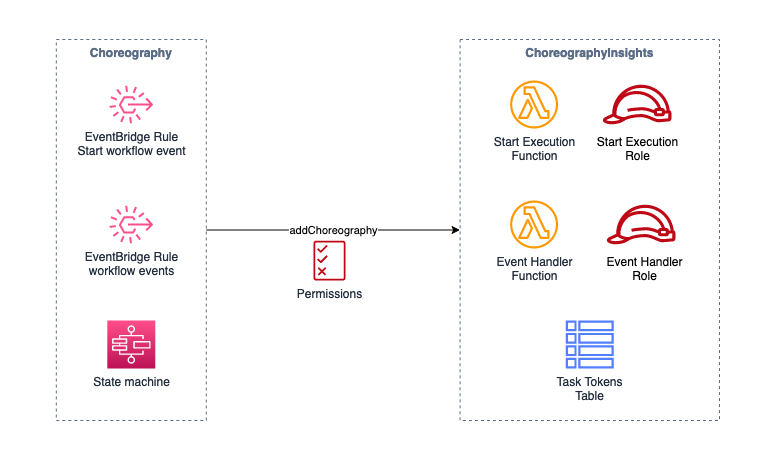 Choreography
EventBridge Rule
Start workflow event
EventBridge Rule
workflow events
State machine
addChoreography
Permissions
ChoreographyInsights
Start Execution
Function
Start Execution
Role
Event Handler
Function
Event Handler
Role
Task Tokens
Table